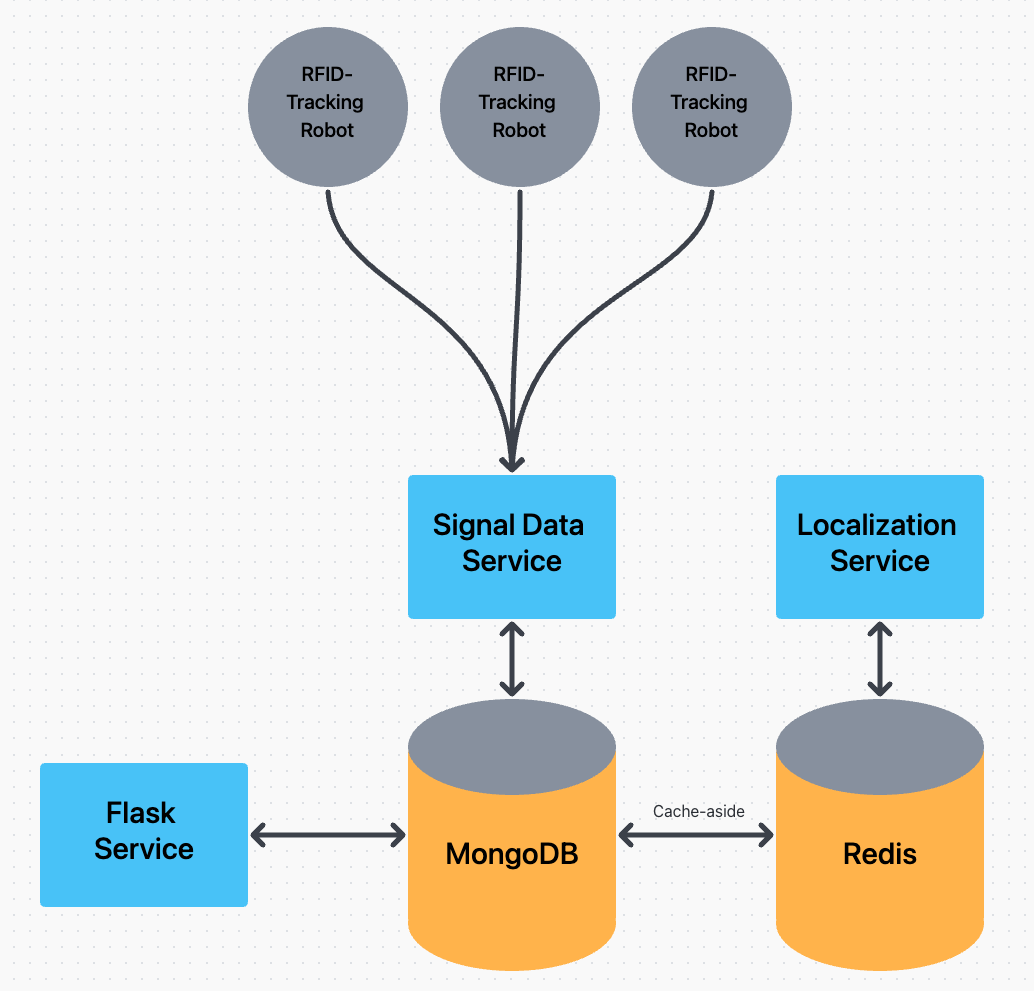 RFID-
Tracking
Robot
RFID-
Tracking
Robot
RFID-
Tracking
Robot
Signal Data
Service
Localization
Service
Flask
Service
MongoDB
Cache-aside
Redis